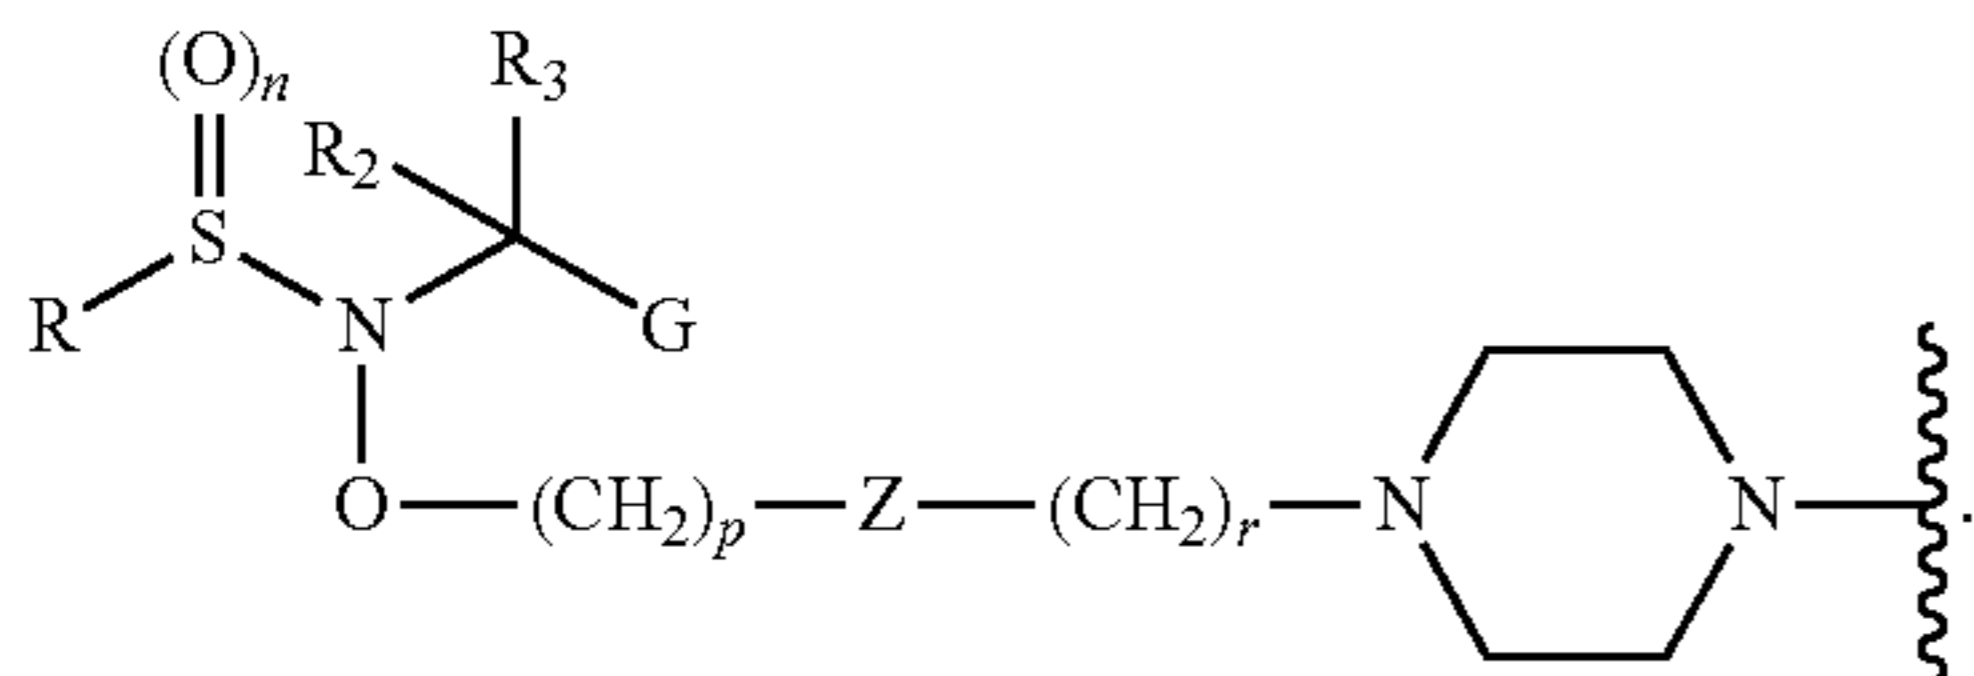 (O)n R3
R2
S
R N G
O—(CH2)p—Z—(CH2)r—N N—.